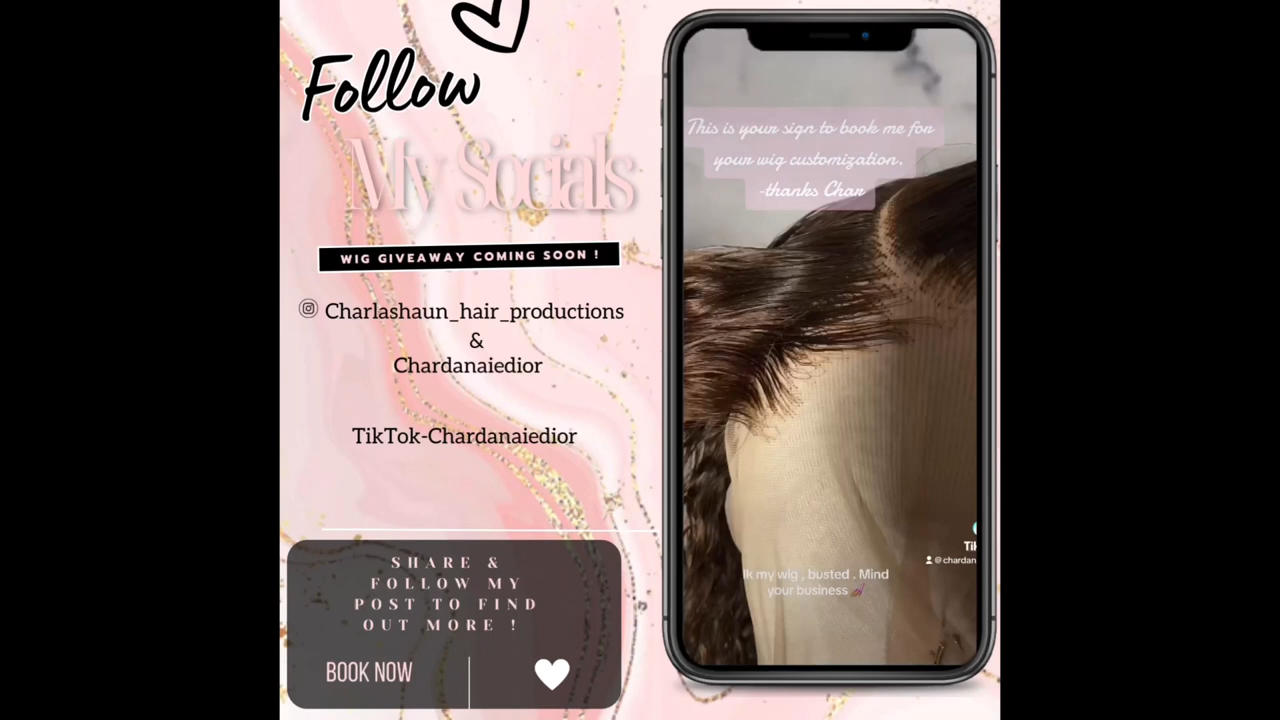 Follow
My Socials
WIG GIVEAWAY COMING SOON !
Charlashaun_hair_productions
&
Chardanaiedior
TikTok-Chardanaiedior
SHARE &
FOLLOW MY
POST TO FIND
OUT MORE !
BOOK NOW
This is your sign to book me for
your wig customization.
-thanks Char
Ik my wig , busted . Mind
your business 💅🏾
Tik
@chardan